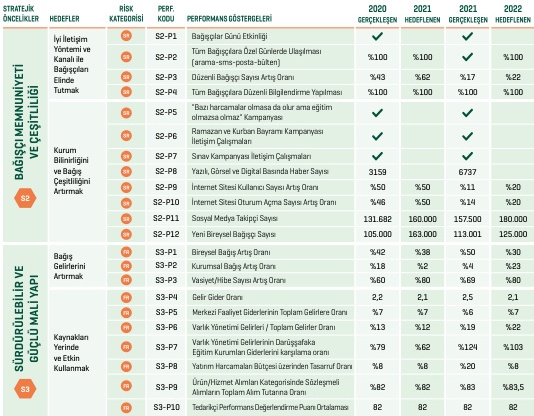 STRATEJİK ÖNCELİKLER HEDEFLER RİSK KATEGORİSİ PERF. KODU PERFORMANS GÖSTERGELERİ 2020 GERÇEKLEŞEN 2021 HEDEFLENEN 2021 GERÇEKLEŞEN 2022 HEDEFLENEN
BAĞIŞÇI MEMNUNİYETİ
VE ÇEŞİTLİLİĞİ
S2
İyi İletişim
Yöntemi ve
Kanalı ile
Bağışçıları
Elinde
Tutmak
SR S2-P1 Bağışçılar Günü Etkinliği ✓ ✓
SR S2-P2 Tüm Bağışçılara Özel Günlerde Ulaşılması
(arama-sms-posta-bülten) %100 %100 ✓ %100
SR S2-P3 Düzenli Bağışçı Sayısı Artış Oranı %43 %62 %17 %22
SR S2-P4 Tüm Bağışçılara Düzenli Bilgilendirme Yapılması %100 %100 %100 %100
Kurum
Bilinirliğini
ve Bağış
Çeşitliliğini
Artırmak
SR S2-P5 "Bazı harcamalar olmasa da olur ama eğitim
olmazsa olmaz" Kampanyası ✓ ✓
SR S2-P6 Ramazan ve Kurban Bayramı Kampanyası
İletişim Çalışmaları ✓ ✓
SR S2-P7 Sınav Kampanyası İletişim Çalışmaları ✓ ✓
SR S2-P8 Yazılı, Görsel ve Digital Basında Haber Sayısı 3159 6737
SR S2-P9 İnternet Sitesi Kullanıcı Sayısı Artış Oranı %50 %50 %11 %20
SR S2-P10 İnternet Sitesi Oturum Açma Sayısı Artış Oranı %46 %50 %14 %20
SR S2-P11 Sosyal Medya Takipçi Sayısı 131.682 160.000 157.500 180.000
SR S2-P12 Yeni Bireysel Bağışçı Sayısı 105.000 163.000 113.001 125.000
SÜRDÜRÜLEBİLİR VE
GÜÇLÜ MALİ YAPI
S3
Bağış
Gelirlerini
Artırmak
FR S3-P1 Bireysel Bağış Artış Oranı %42 %38 %50 %30
FR S3-P2 Kurumsal Bağış Artış Oranı %18 %2 %4 %23
FR S3-P3 Vasiyet/Hibe Sayısı Artış Oranı %60 %80 %69 %80
Kaynakları
Yerinde
ve Etkin
Kullanmak
FR S3-P4 Gelir Gider Oranı 2,2 2,1 2,5 2,1
FR S3-P5 Merkezi Faaliyet Giderlerinin Toplam Gelirlere Oranı %7 %7 %6 %7
FR S3-P6 Varlık Yönetimi Gelirleri / Toplam Gelirler Oranı %13 %12 %19 %22
FR S3-P7 Varlık Yönetimi Gelirlerinin Darüşşafaka
Eğitim Kurumları Giderlerini karşılama oranı %79 %62 %124 %103
FR S3-P8 Yatırım Harcamaları Bütçesi üzerinden Tasarruf Oranı %8 %8 %20 %8
FR S3-P9 Ürün/Hizmet Alımları Kategorisinde Sözleşmeli
Alımların Toplam Alım Tutarına Oranı %82 %82 %83 %83,5
FR S3-P10 Tedarikçi Performans Değerlendirme Puanı Ortalaması 82 82 82 82